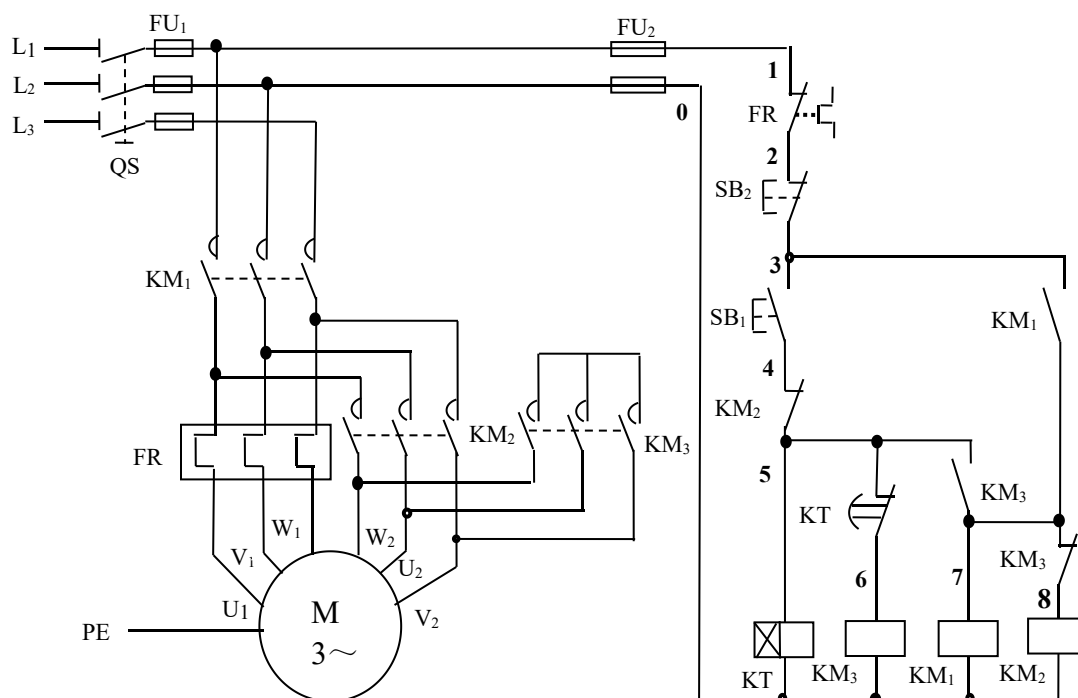 FU₁
FU₂
L₁
L₂
L₃
QS
0
1
FR
2
SB₂
3
KM₁
SB₁
KM₁
4
KM₂
KM₂
KM₃
FR
5
KT
KM₃
KM₃
W₁
W₂
V₁
U₂
6
7
8
U1
V₂
M
3～
PE
KT
KM₃
KM₁
KM₂